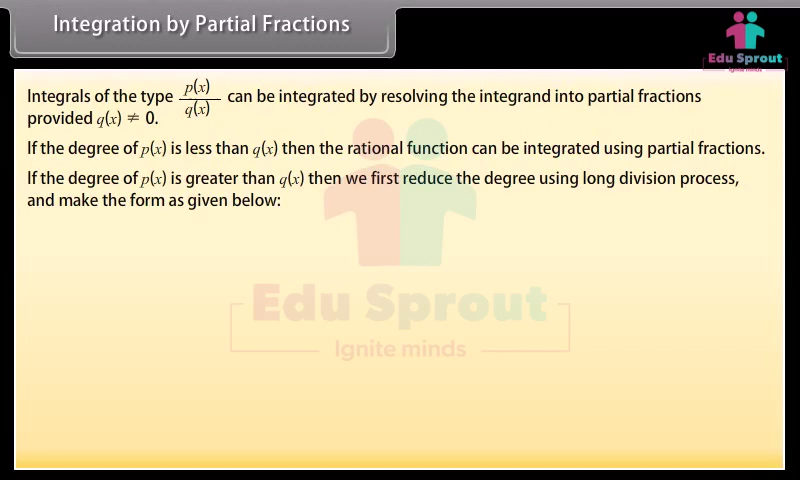 Integration by Partial Fractions
Edu Sprout
Ignite minds
Integrals of the type p(x)/q(x) can be integrated by resolving the integrand into partial fractions
provided q(x) ≠ 0.
If the degree of p(x) is less than q(x) then the rational function can be integrated using partial fractions.
If the degree of p(x) is greater than q(x) then we first reduce the degree using long division process,
and make the form as given below:
Edu Sprout
Ignite minds